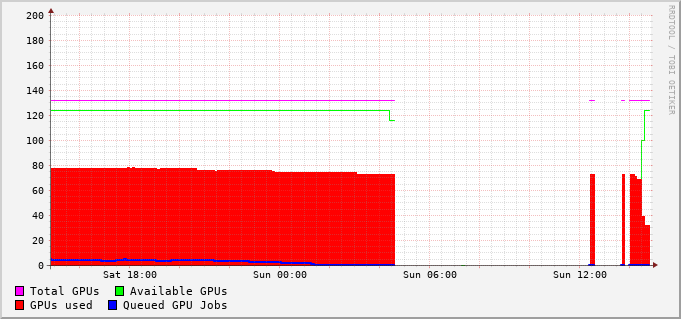 200
180
160
140
120
100
80
60
40
20
0
Sat 18:00 Sun 00:00 Sun 06:00 Sun 12:00
Total GPUs Available GPUs
GPUs used Queued GPU Jobs
RRDTOOL / TOBI OETIKER